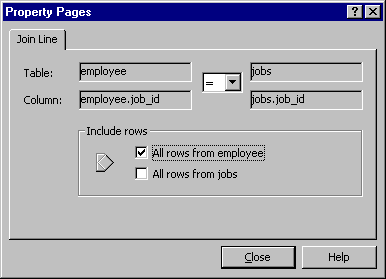 Property Pages
Join Line
Table: employee = jobs
Column: employee.job_id jobs.job_id
Include rows
All rows from employee
All rows from jobs
Close Help